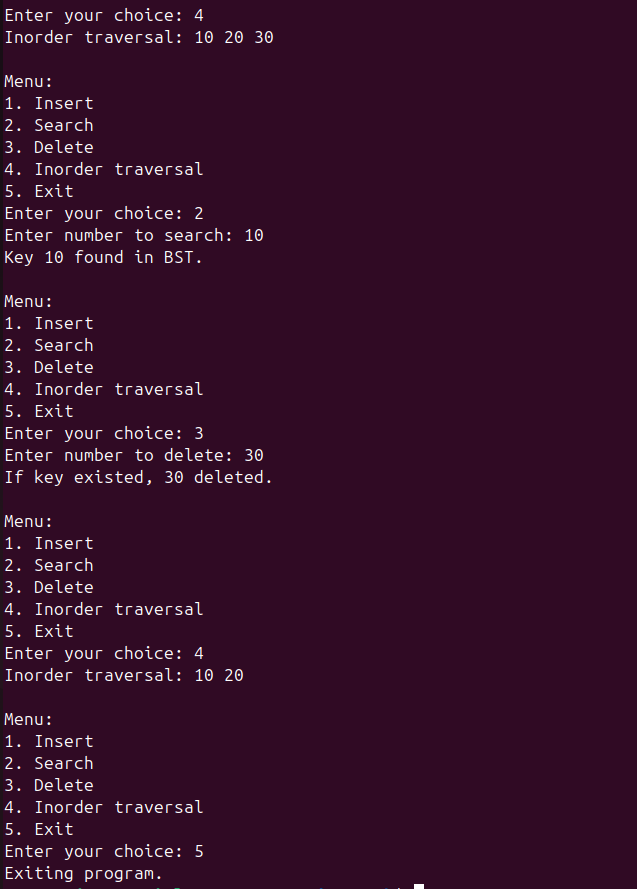 Enter your choice: 4
Inorder traversal: 10 20 30
Menu:
1. Insert
2. Search
3. Delete
4. Inorder traversal
5. Exit
Enter your choice: 2
Enter number to search: 10
Key 10 found in BST.
Menu:
1. Insert
2. Search
3. Delete
4. Inorder traversal
5. Exit
Enter your choice: 3
Enter number to delete: 30
If key existed, 30 deleted.
Menu:
1. Insert
2. Search
3. Delete
4. Inorder traversal
5. Exit
Enter your choice: 4
Inorder traversal: 10 20
Menu:
1. Insert
2. Search
3. Delete
4. Inorder traversal
5. Exit
Enter your choice: 5
Exiting program.